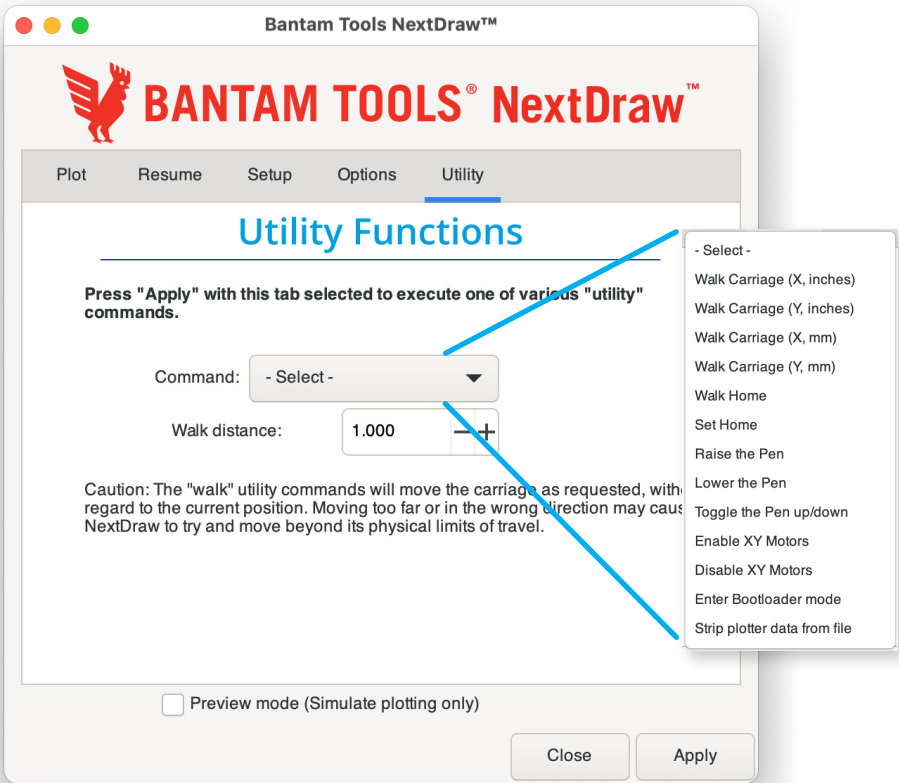 Bantam Tools NextDraw™
BANTAM TOOLS® NextDraw™
Plot Resume Setup Options Utility
Utility Functions
Press "Apply" with this tab selected to execute one of various "utility"
commands.
Command: - Select -
Walk distance: 1.000
Caution: The "walk" utility commands will move the carriage as requested,
regard to the current position. Moving too far or in the wrong direction may
NextDraw to try and move beyond its physical limits of travel.
Preview mode (Simulate plotting only)
Close Apply
- Select -
Walk Carriage (X, inches)
Walk Carriage (Y, inches)
Walk Carriage (X, mm)
Walk Carriage (Y, mm)
Walk Home
Set Home
Raise the Pen
Lower the Pen
Toggle the Pen up/down
Enable XY Motors
Disable XY Motors
Enter Bootloader mode
Strip plotter data from file